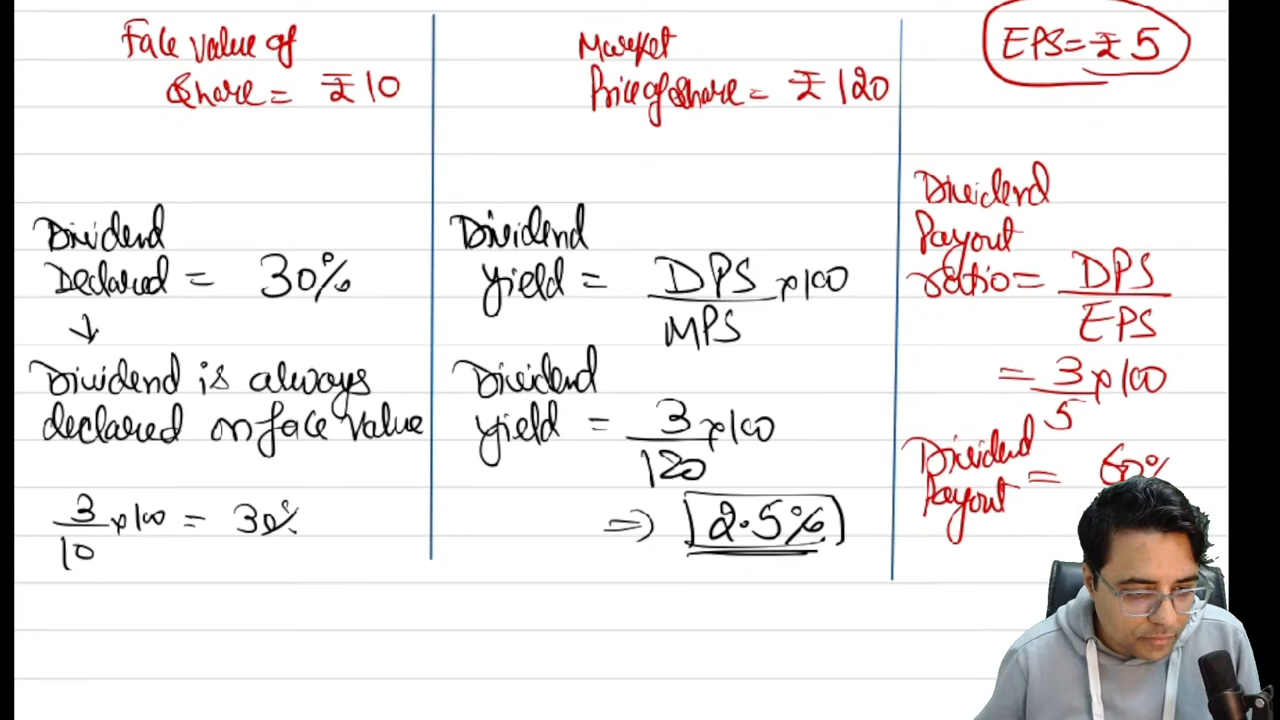 Face value of
share = ₹10
Dividend
Declared = 30%
↓
Dividend is always
declared on face value
3/10 × 100 = 30%
Market
Price of share = ₹120
Dividend
yield = DPS/MPS × 100
Dividend
yield = 3/120 × 100
⇒ 2.5%
EPS = ₹5
Dividend
Payout
ratio = DPS/EPS
= 3/5 × 100
Dividend
Payout = 60%